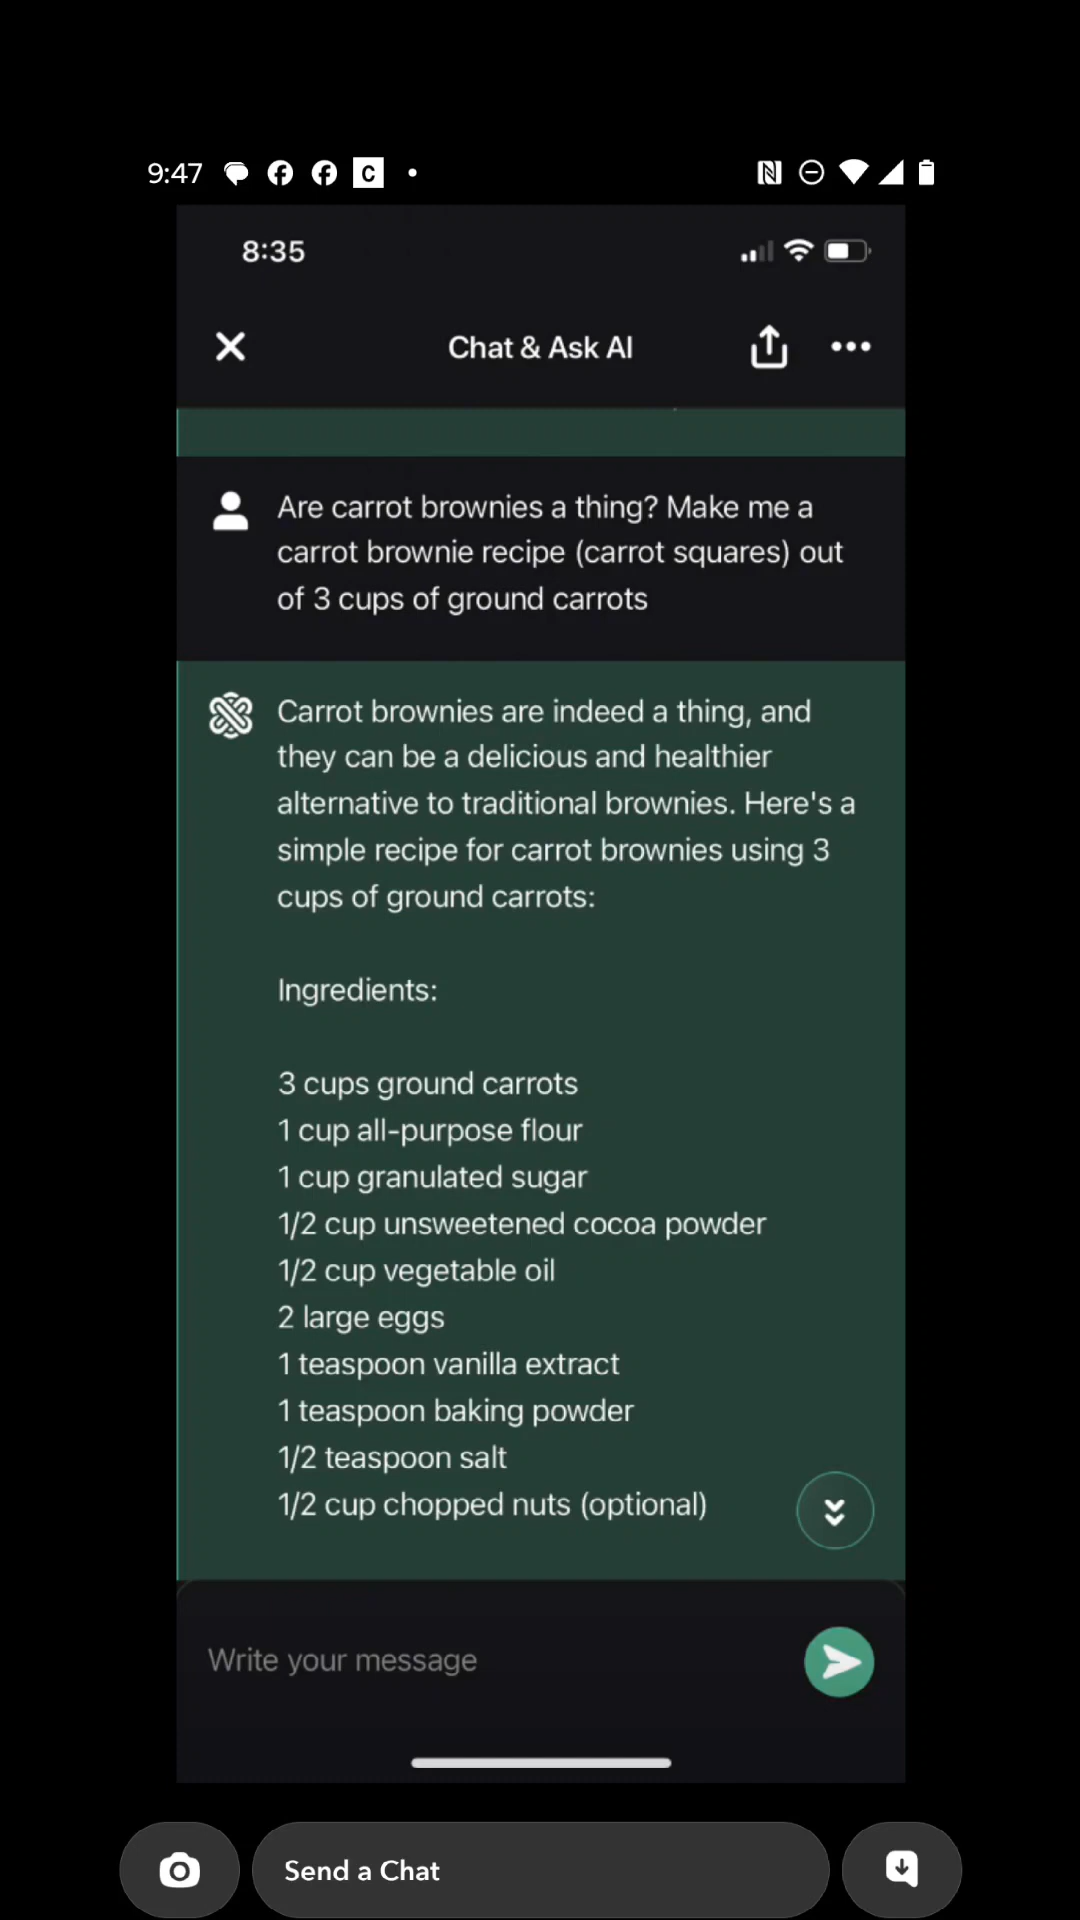 9:47
C
8:35
Chat & Ask AI
Are carrot brownies a thing? Make me a
carrot brownie recipe (carrot squares) out
of 3 cups of ground carrots
Carrot brownies are indeed a thing, and
they can be a delicious and healthier
alternative to traditional brownies. Here's a
simple recipe for carrot brownies using 3
cups of ground carrots:
Ingredients:
3 cups ground carrots
1 cup all-purpose flour
1 cup granulated sugar
1/2 cup unsweetened cocoa powder
1/2 cup vegetable oil
2 large eggs
1 teaspoon vanilla extract
1 teaspoon baking powder
1/2 teaspoon salt
1/2 cup chopped nuts (optional)
Write your message
Send a Chat